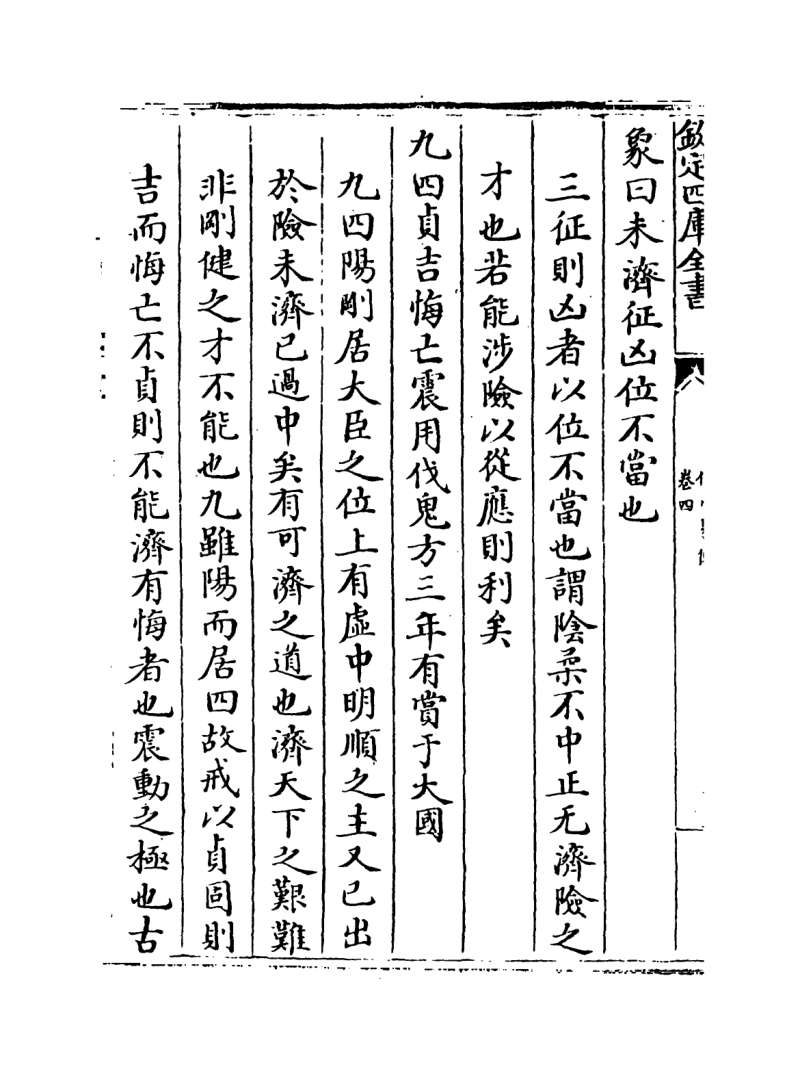 欽定四庫全書
卷四
象曰未濟征凶位不當也
三征則凶者以位不當也謂陰柔不中正无濟險之
才也若能涉險以從應則利矣
九四貞吉悔亡震用伐鬼方三年有賞于大國
九四陽剛居大臣之位上有虛中明順之主又已出
於險未濟已過中矣有可濟之道也濟天下之艱難
非剛健之才不能也九雖陽而居四故戒以貞固則
吉而悔亡不貞則不能濟有悔者也震動之極也古